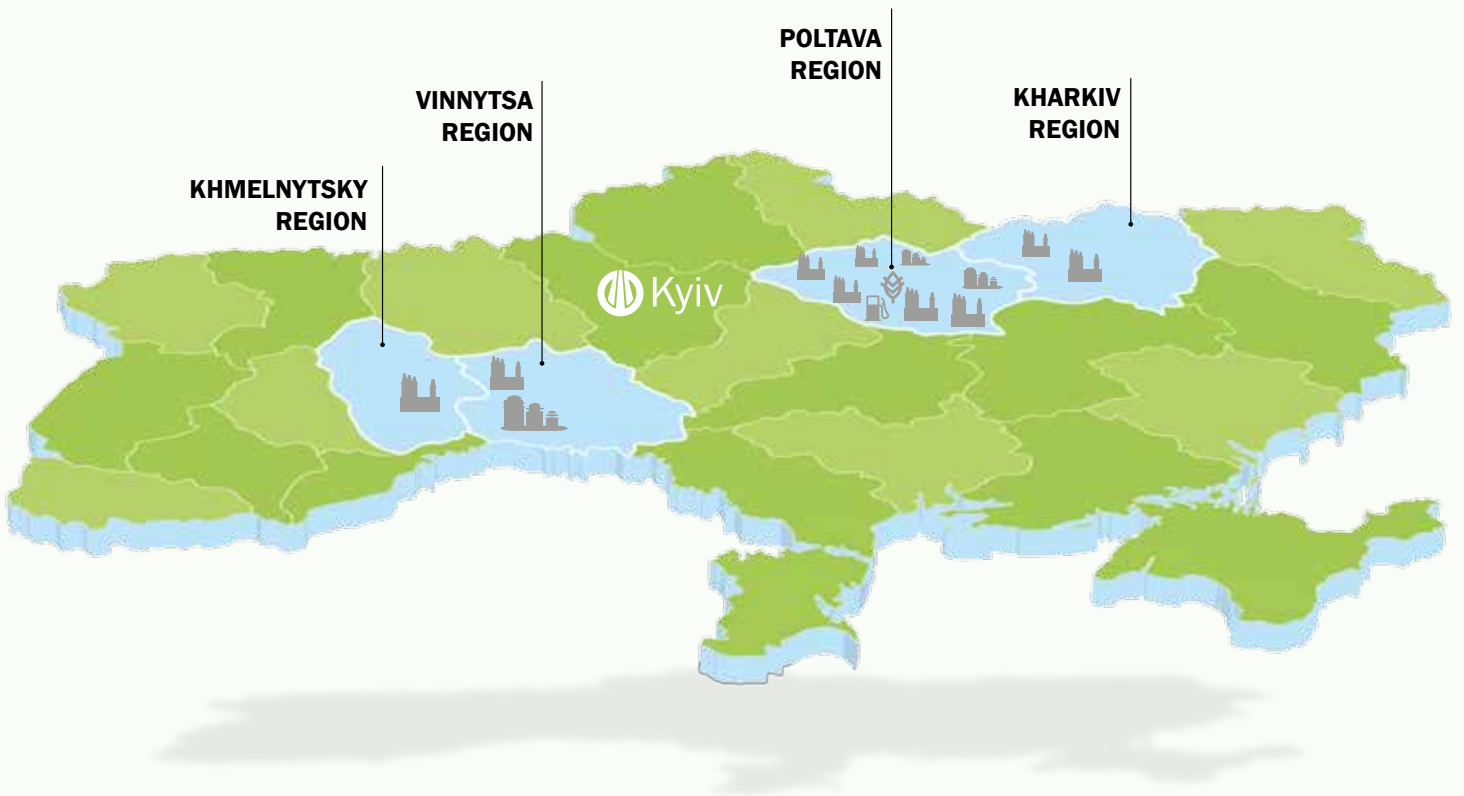 POLTAVA
REGION
KHARKIV
REGION
VINNYTSA
REGION
KHMELNYTSKY
REGION
Kyiv